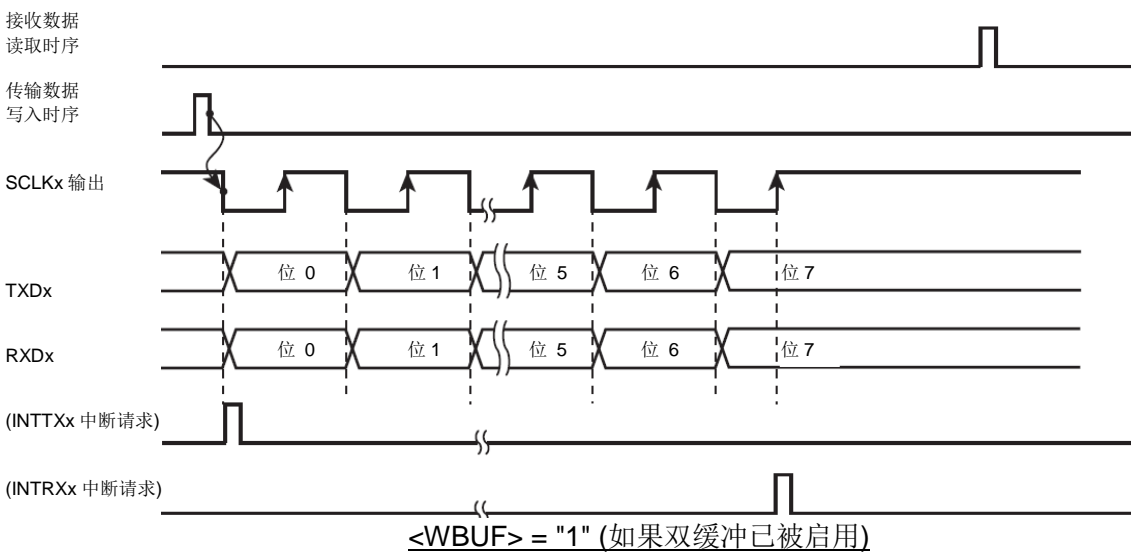 接收数据
读取时序
传输数据
写入时序
SCLKx 输出
TXDx
位 0
位 1
位 5
位 6
位 7
RXDx
位 0
位 1
位 5
位 6
位 7
(INTTXx 中断请求)
(INTRXx 中断请求)
<WBUF> = "1" (如果双缓冲已被启用)